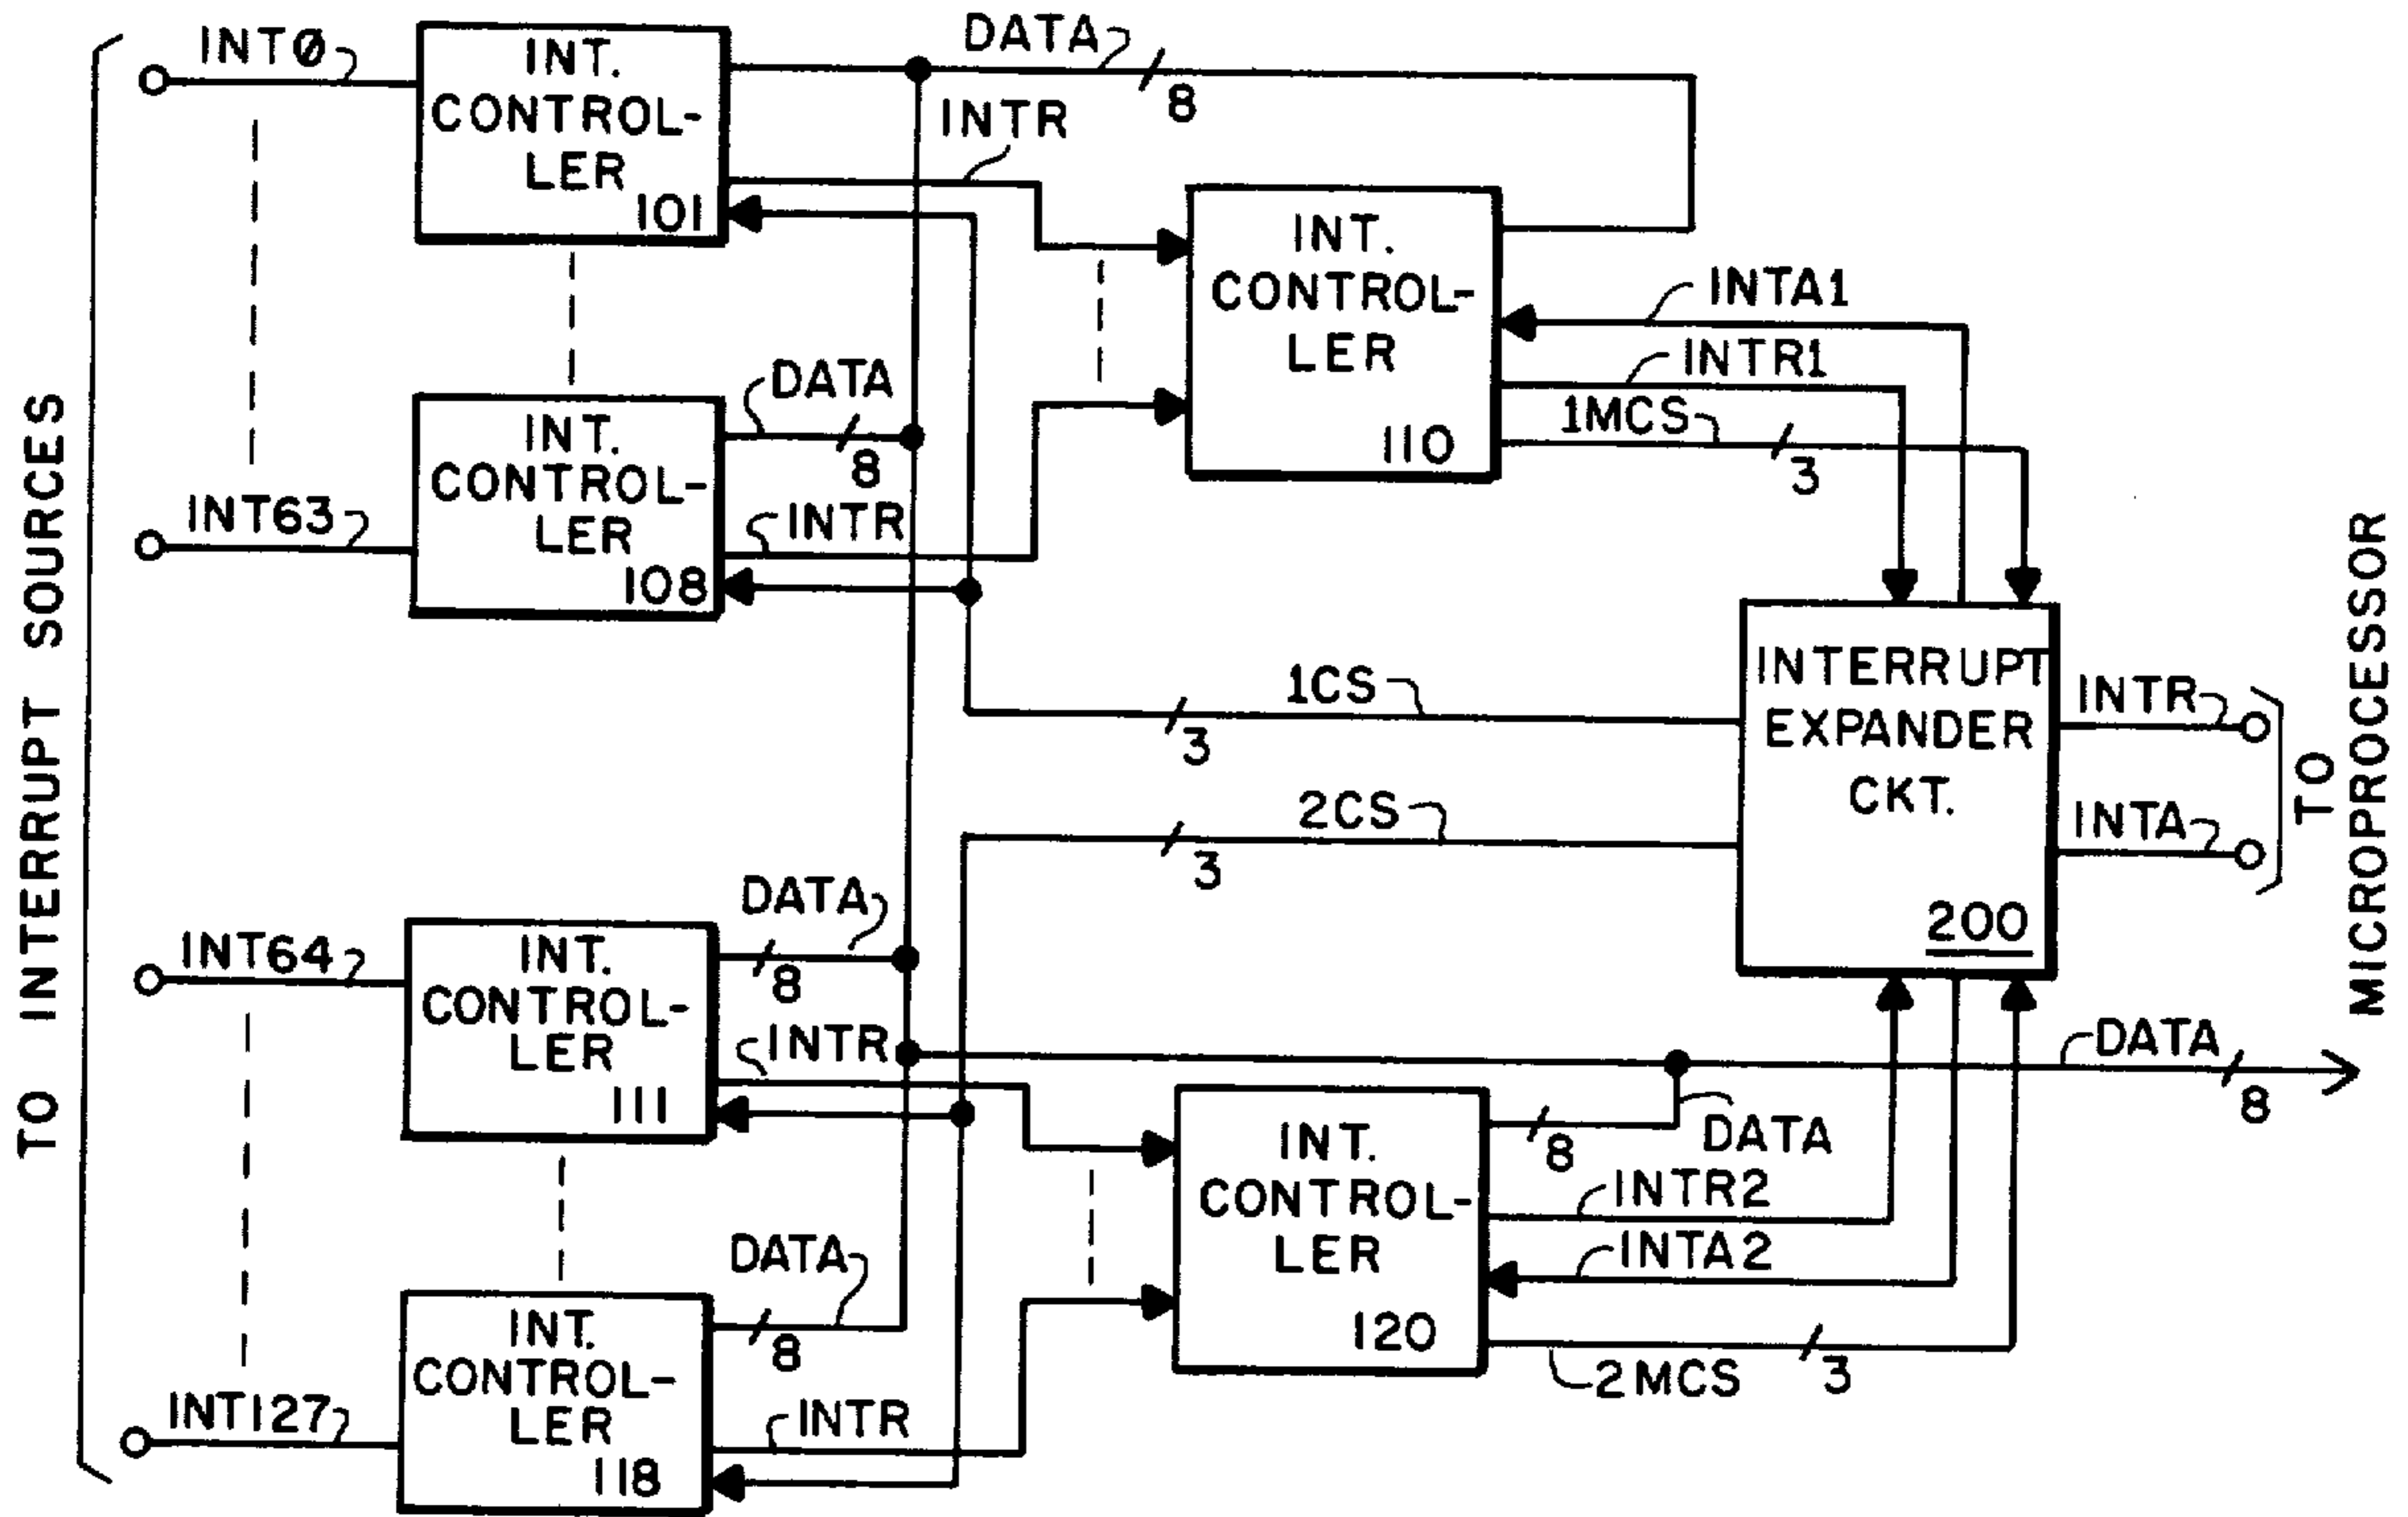 TO INTERRUPT SOURCES
INTØ
INT.
CONTROL-
LER
101
DATA
8
INTR
INT.
CONTROL-
LER
110
INTA1
INTR1
1MCS
3
INT63
INT.
CONTROL-
LER
108
DATA
8
INTR
1CS
3
2CS
3
INTERRUPT
EXPANDER
CKT.
200
INTR
INTA
TO
MICROPROCESSOR
INT64
INT.
CONTROL-
LER
111
DATA
8
INTR
DATA
8
INT.
CONTROL-
LER
120
8
DATA
INTR2
INTA2
2MCS
3
INT127
INT.
CONTROL-
LER
118
DATA
8
INTR